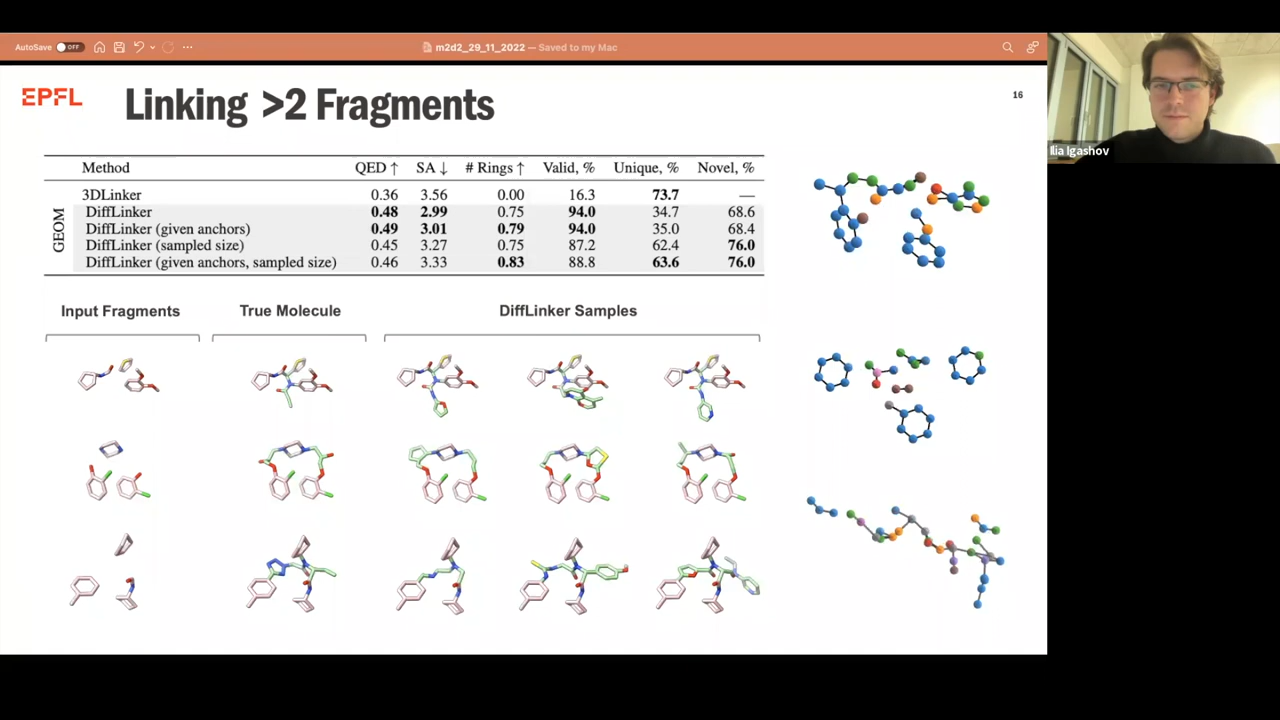 AutoSave OFF
m2d2_29_11_2022 — Saved to my Mac
EPFL
Linking >2 Fragments
16
Ilia Igashov
Method QED ↑ SA ↓ # Rings ↑ Valid, % Unique, % Novel, %
GEOM
3DLinker 0.36 3.56 0.00 16.3 73.7 —
DiffLinker 0.48 2.99 0.75 94.0 34.7 68.6
DiffLinker (given anchors) 0.49 3.01 0.79 94.0 35.0 68.4
DiffLinker (sampled size) 0.45 3.27 0.75 87.2 62.4 76.0
DiffLinker (given anchors, sampled size) 0.46 3.33 0.83 88.8 63.6 76.0
Input Fragments True Molecule DiffLinker Samples